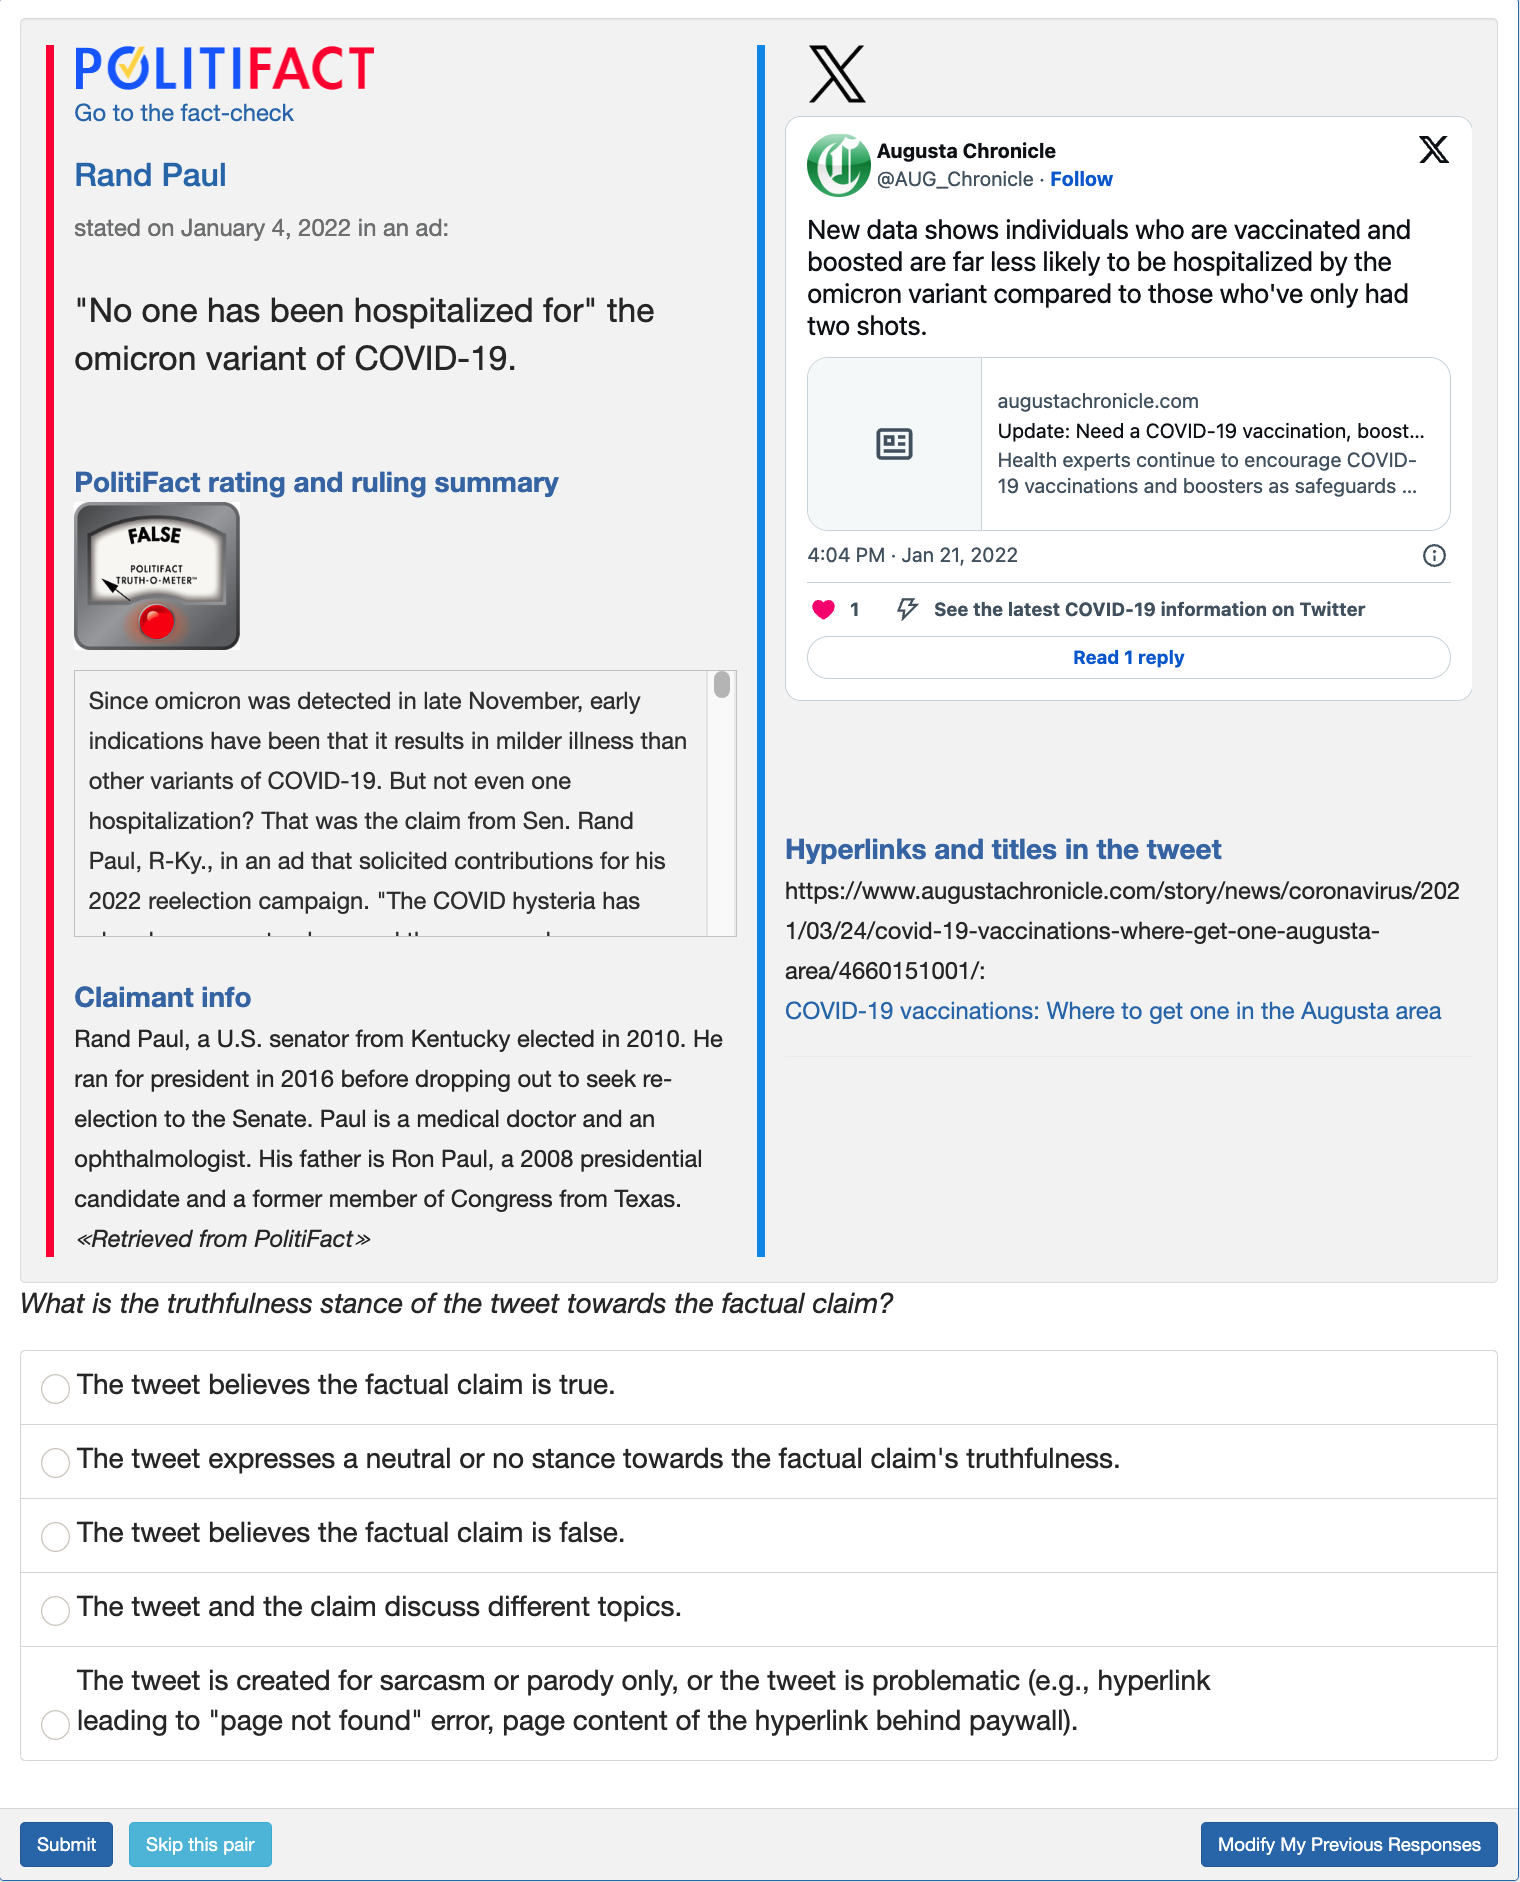 POLITIFACT
Go to the fact-check
Rand Paul
stated on January 4, 2022 in an ad:
"No one has been hospitalized for" the
omicron variant of COVID-19.
PolitiFact rating and ruling summary
FALSE
POLITIFACT
TRUTH-O-METER™
Since omicron was detected in late November, early
indications have been that it results in milder illness than
other variants of COVID-19. But not even one
hospitalization? That was the claim from Sen. Rand
Paul, R-Ky., in an ad that solicited contributions for his
2022 reelection campaign. "The COVID hysteria has
Claimant info
Rand Paul, a U.S. senator from Kentucky elected in 2010. He
ran for president in 2016 before dropping out to seek re-
election to the Senate. Paul is a medical doctor and an
ophthalmologist. His father is Ron Paul, a 2008 presidential
candidate and a former member of Congress from Texas.
≪Retrieved from PolitiFact≫
Augusta Chronicle
@AUG_Chronicle · Follow
New data shows individuals who are vaccinated and
boosted are far less likely to be hospitalized by the
omicron variant compared to those who've only had
two shots.
augustachronicle.com
Update: Need a COVID-19 vaccination, boost...
Health experts continue to encourage COVID-
19 vaccinations and boosters as safeguards ...
4:04 PM · Jan 21, 2022
1 See the latest COVID-19 information on Twitter
Read 1 reply
Hyperlinks and titles in the tweet
https://www.augustachronicle.com/story/news/coronavirus/202
1/03/24/covid-19-vaccinations-where-get-one-augusta-
area/4660151001/:
COVID-19 vaccinations: Where to get one in the Augusta area
What is the truthfulness stance of the tweet towards the factual claim?
The tweet believes the factual claim is true.
The tweet expresses a neutral or no stance towards the factual claim's truthfulness.
The tweet believes the factual claim is false.
The tweet and the claim discuss different topics.
The tweet is created for sarcasm or parody only, or the tweet is problematic (e.g., hyperlink
leading to "page not found" error, page content of the hyperlink behind paywall).
Submit
Skip this pair
Modify My Previous Responses